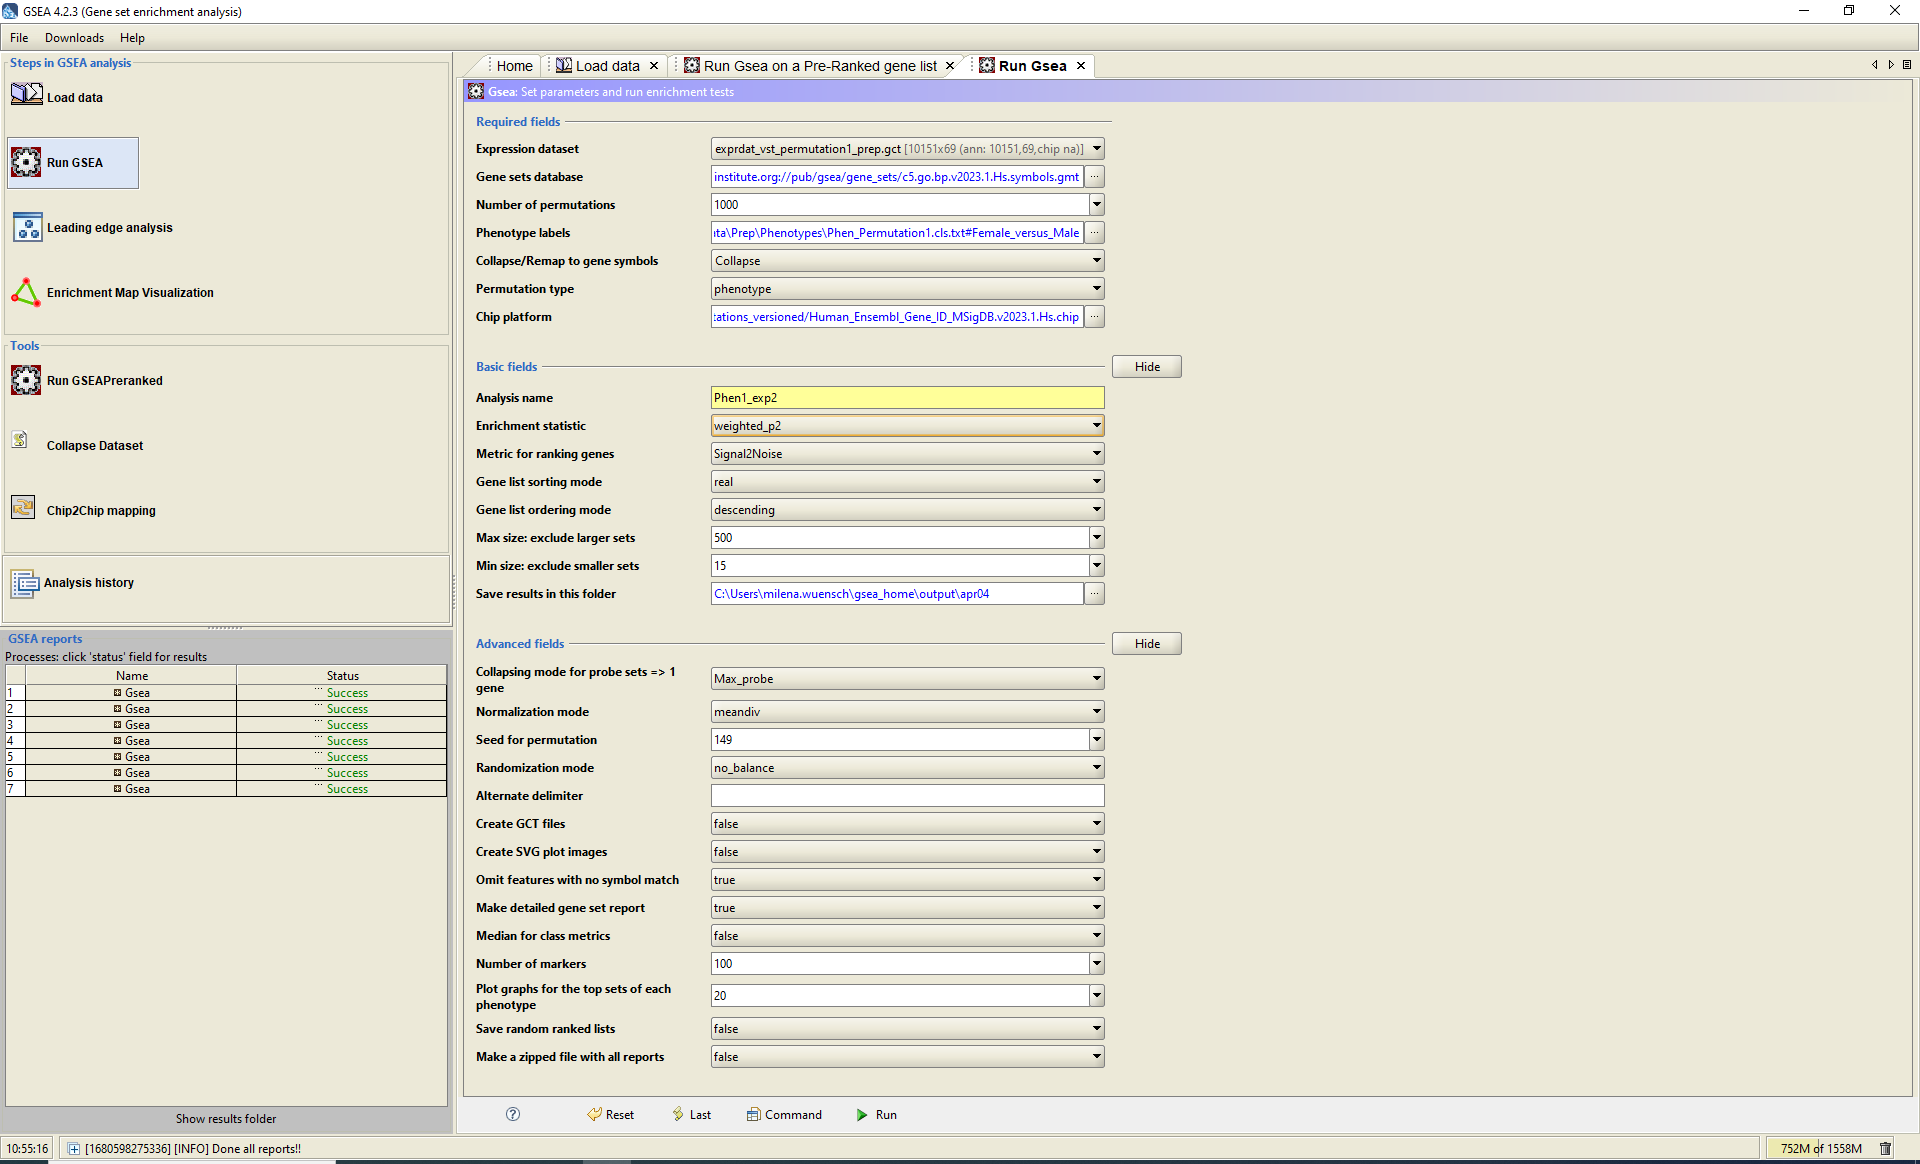 GSEA 4.2.3 (Gene set enrichment analysis)
File Downloads Help
Steps in GSEA analysis
Load data
Run GSEA
Leading edge analysis
Enrichment Map Visualization
Tools
Run GSEAPreranked
Collapse Dataset
Chip2Chip mapping
Analysis history
GSEA reports
Processes: click 'status' field for results
Name Status
1 Gsea ... Success
2 Gsea ... Success
3 Gsea ... Success
4 Gsea ... Success
5 Gsea ... Success
6 Gsea ... Success
7 Gsea ... Success
Show results folder
Home Load data Run Gsea on a Pre-Ranked gene list Run Gsea
Gsea: Set parameters and run enrichment tests
Required fields
Expression dataset exprdat_vst_permutation1_prep.gct [10151x69 (ann: 10151,69,chip na)]
Gene sets database institute.org://pub/gsea/gene_sets/c5.go.bp.v2023.1.Hs.symbols.gmt ...
Number of permutations 1000
Phenotype labels ata\Prep\Phenotypes\Phen_Permutation1.cls.txt#Female_versus_Male ...
Collapse/Remap to gene symbols Collapse
Permutation type phenotype
Chip platform tations_versioned/Human_Ensembl_Gene_ID_MSigDB.v2023.1.Hs.chip ...
Basic fields Hide
Analysis name Phen1_exp2
Enrichment statistic weighted_p2
Metric for ranking genes Signal2Noise
Gene list sorting mode real
Gene list ordering mode descending
Max size: exclude larger sets 500
Min size: exclude smaller sets 15
Save results in this folder C:\Users\milena.wuensch\gsea_home\output\apr04 ...
Advanced fields Hide
Collapsing mode for probe sets => 1
gene Max_probe
Normalization mode meandiv
Seed for permutation 149
Randomization mode no_balance
Alternate delimiter
Create GCT files false
Create SVG plot images false
Omit features with no symbol match true
Make detailed gene set report true
Median for class metrics false
Number of markers 100
Plot graphs for the top sets of each
phenotype 20
Save random ranked lists false
Make a zipped file with all reports false
? Reset Last Command Run
10:55:16 [1680598275336] [INFO] Done all reports!! 752M of 1558M